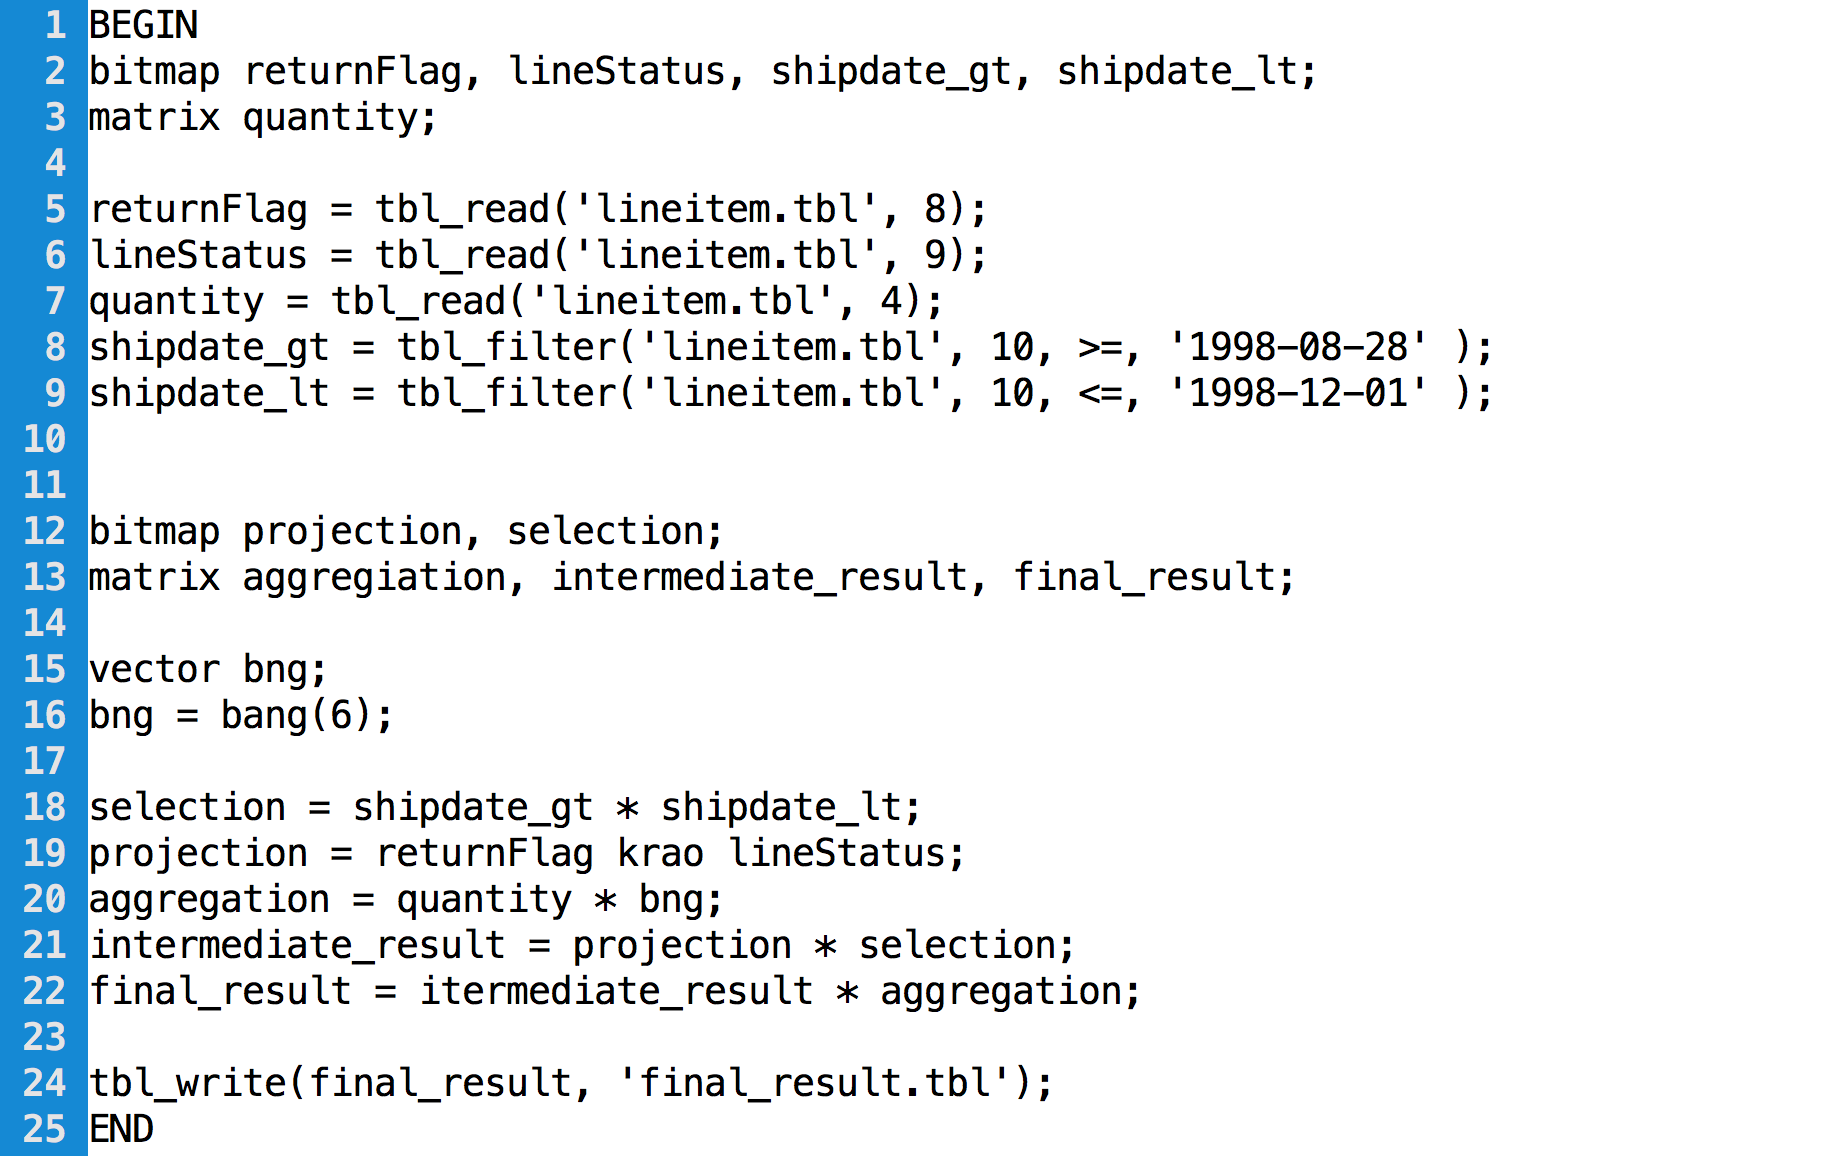 1 BEGIN
2 bitmap returnFlag, lineStatus, shipdate_gt, shipdate_lt;
3 matrix quantity;
4
5 returnFlag = tbl_read('lineitem.tbl', 8);
6 lineStatus = tbl_read('lineitem.tbl', 9);
7 quantity = tbl_read('lineitem.tbl', 4);
8 shipdate_gt = tbl_filter('lineitem.tbl', 10, >=, '1998-08-28' );
9 shipdate_lt = tbl_filter('lineitem.tbl', 10, <=, '1998-12-01' );
10
11
12 bitmap projection, selection;
13 matrix aggregiation, intermediate_result, final_result;
14
15 vector bng;
16 bng = bang(6);
17
18 selection = shipdate_gt * shipdate_lt;
19 projection = returnFlag krao lineStatus;
20 aggregation = quantity * bng;
21 intermediate_result = projection * selection;
22 final_result = itermediate_result * aggregation;
23
24 tbl_write(final_result, 'final_result.tbl');
25 END